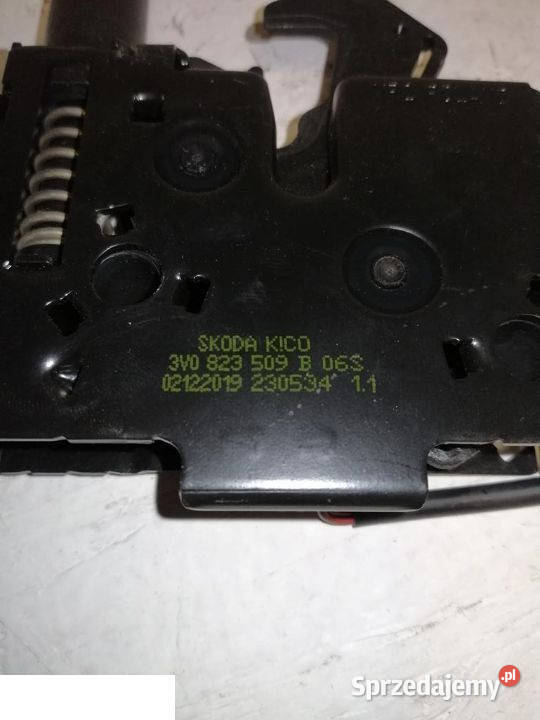 SKODA KICO
3V0 823 509 B 06S
02122019 230534 1.1
Sprzedajemy.pl